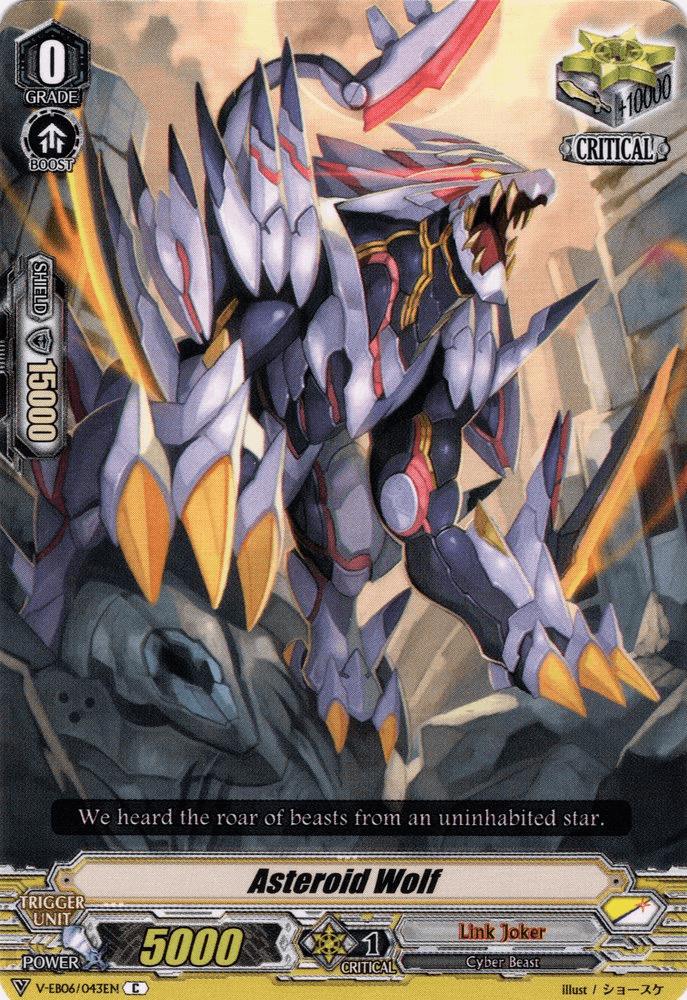 0
GRADE
BOOST
+10000
CRITICAL
SHIELD 15000
We heard the roar of beasts from an uninhabited star.
Asteroid Wolf
TRIGGER
UNIT
POWER 5000
1
CRITICAL
Link Joker
Cyber Beast
V-EB06/043EN C
illust / ショースケ